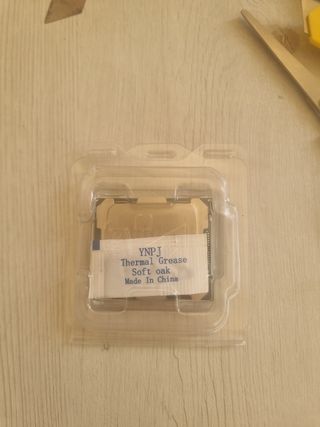 YNPJ
Thermal Grease
Soft oak
Made In China